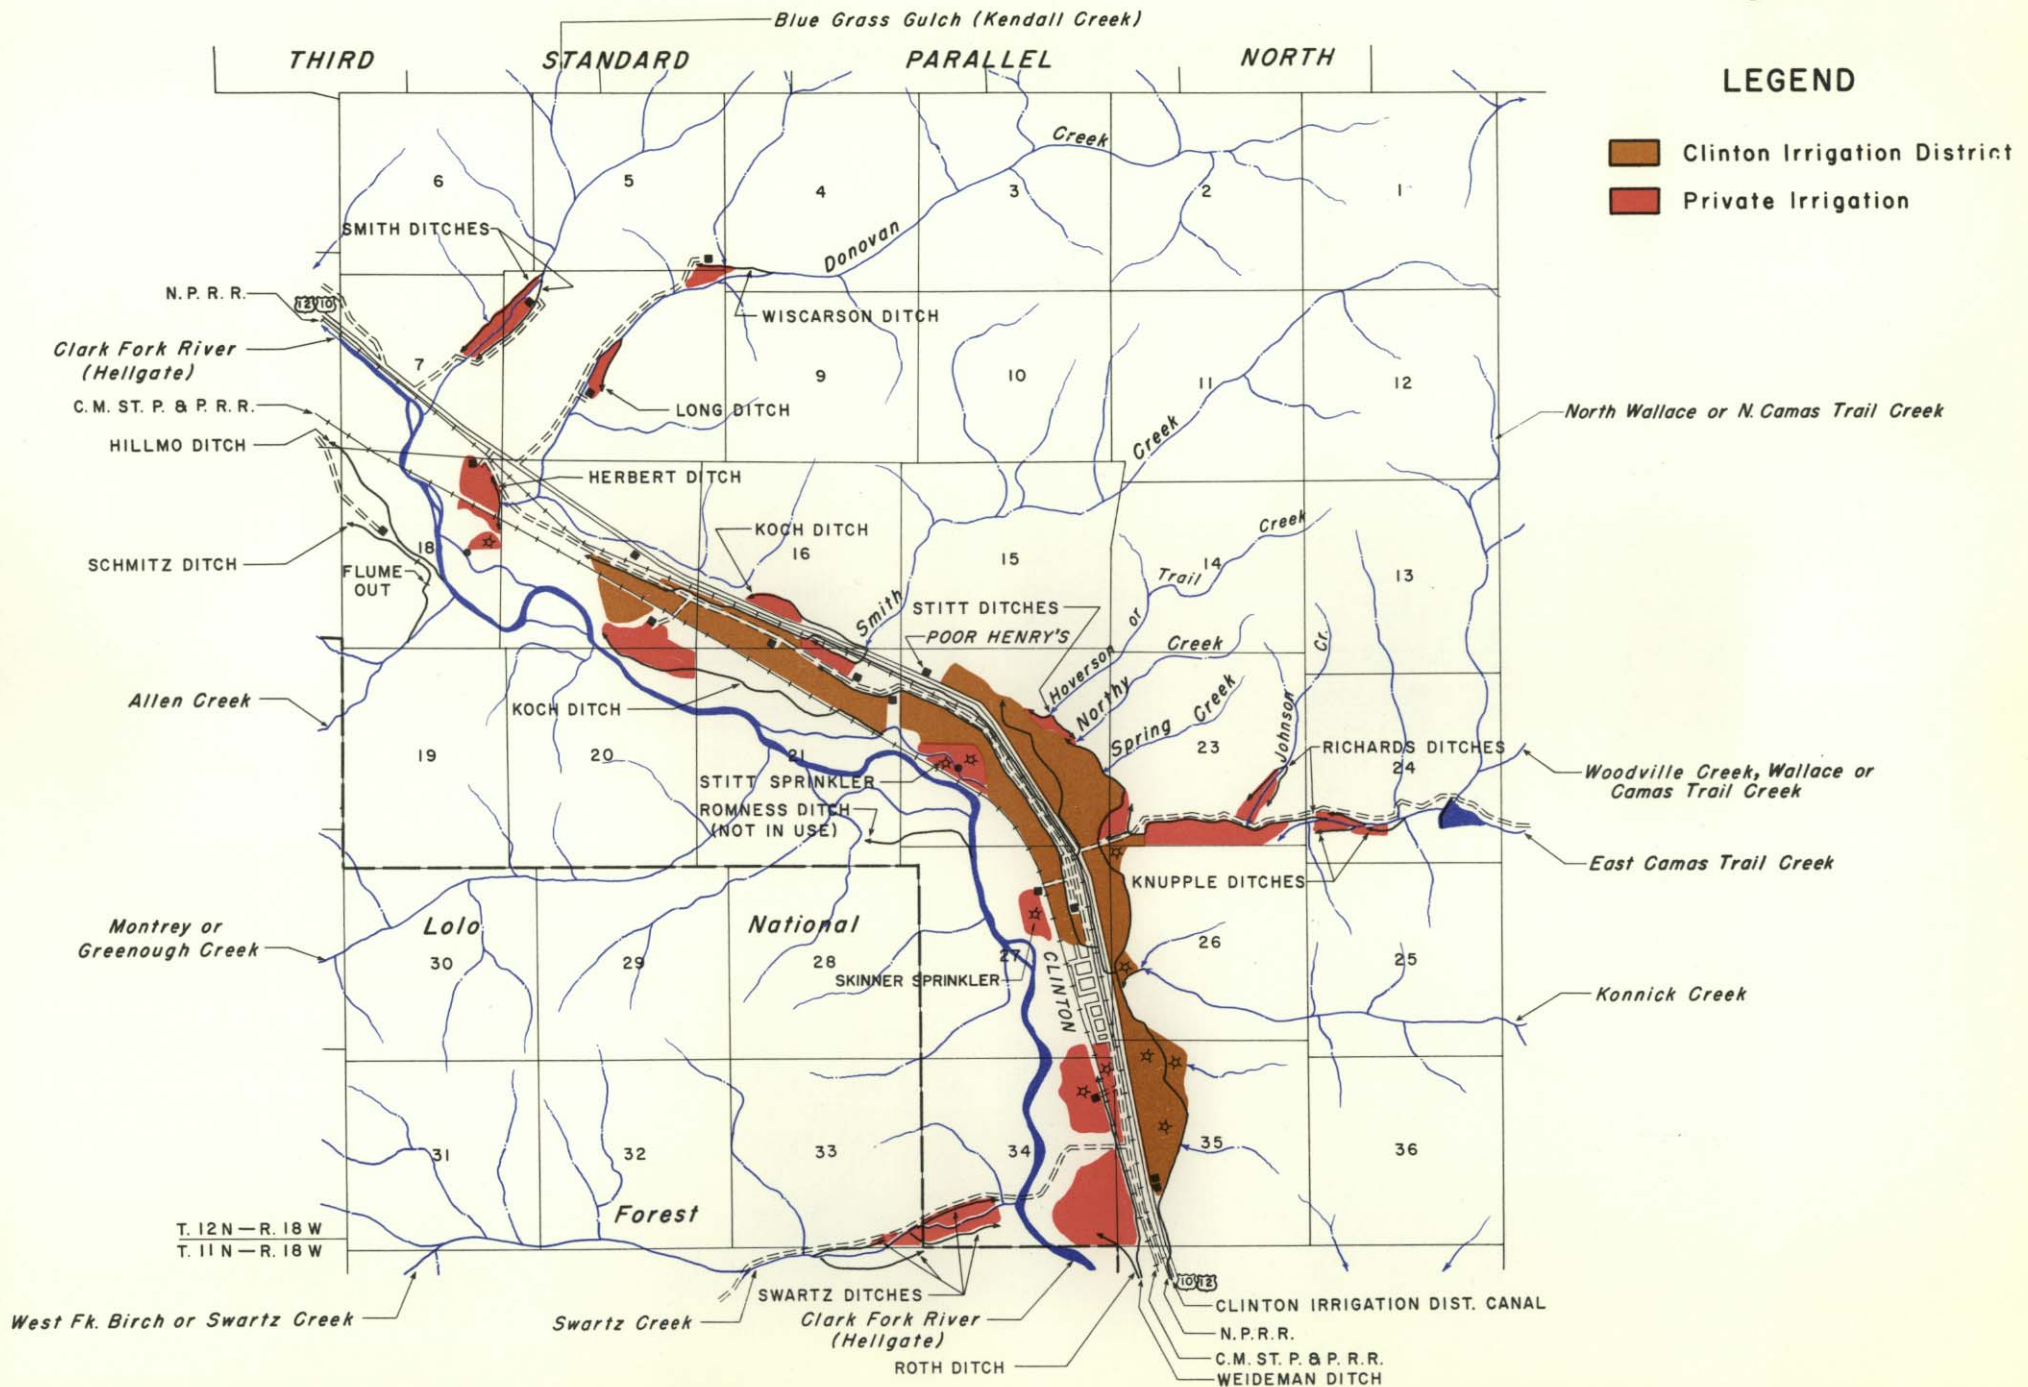 Blue Grass Gulch (Kendall Creek)
THIRD STANDARD PARALLEL NORTH
LEGEND
Clinton Irrigation District
Private Irrigation
Creek
6
5
4
3
2
1
SMITH DITCHES
Donovan
N. P. R. R.
12 10
WISCARSON DITCH
Clark Fork River
(Hellgate)
7
9
10
11
12
C. M. ST. P. & P. R. R.
LONG DITCH
North Wallace or N. Camas Trail Creek
HILLMO DITCH
Creek
HERBERT DITCH
KOCH DITCH
16
15
14
13
Creek
Trail
or
Hoverson
SCHMITZ DITCH
18
FLUME
OUT
Smith
STITT DITCHES
POOR HENRY'S
Northy
Creek
Cr.
Johnson
Allen Creek
KOCH DITCH
Spring Creek
19
20
21
23
RICHARDS DITCHES
24
STITT SPRINKLER
Woodville Creek, Wallace or
Camas Trail Creek
ROMNESS DITCH
(NOT IN USE)
East Camas Trail Creek
KNUPPLE DITCHES
Montrey or
Greenough Creek
Lolo
National
30
29
28
27
26
25
SKINNER SPRINKLER
CLINTON
Konnick Creek
31
32
33
34
35
36
Forest
T. 12 N — R. 18 W
T. 11 N — R. 18 W
10 12
West Fk. Birch or Swartz Creek
Swartz Creek
SWARTZ DITCHES
Clark Fork River
(Hellgate)
ROTH DITCH
CLINTON IRRIGATION DIST. CANAL
N. P. R. R.
C. M. ST. P. & P. R. R.
WEIDEMAN DITCH